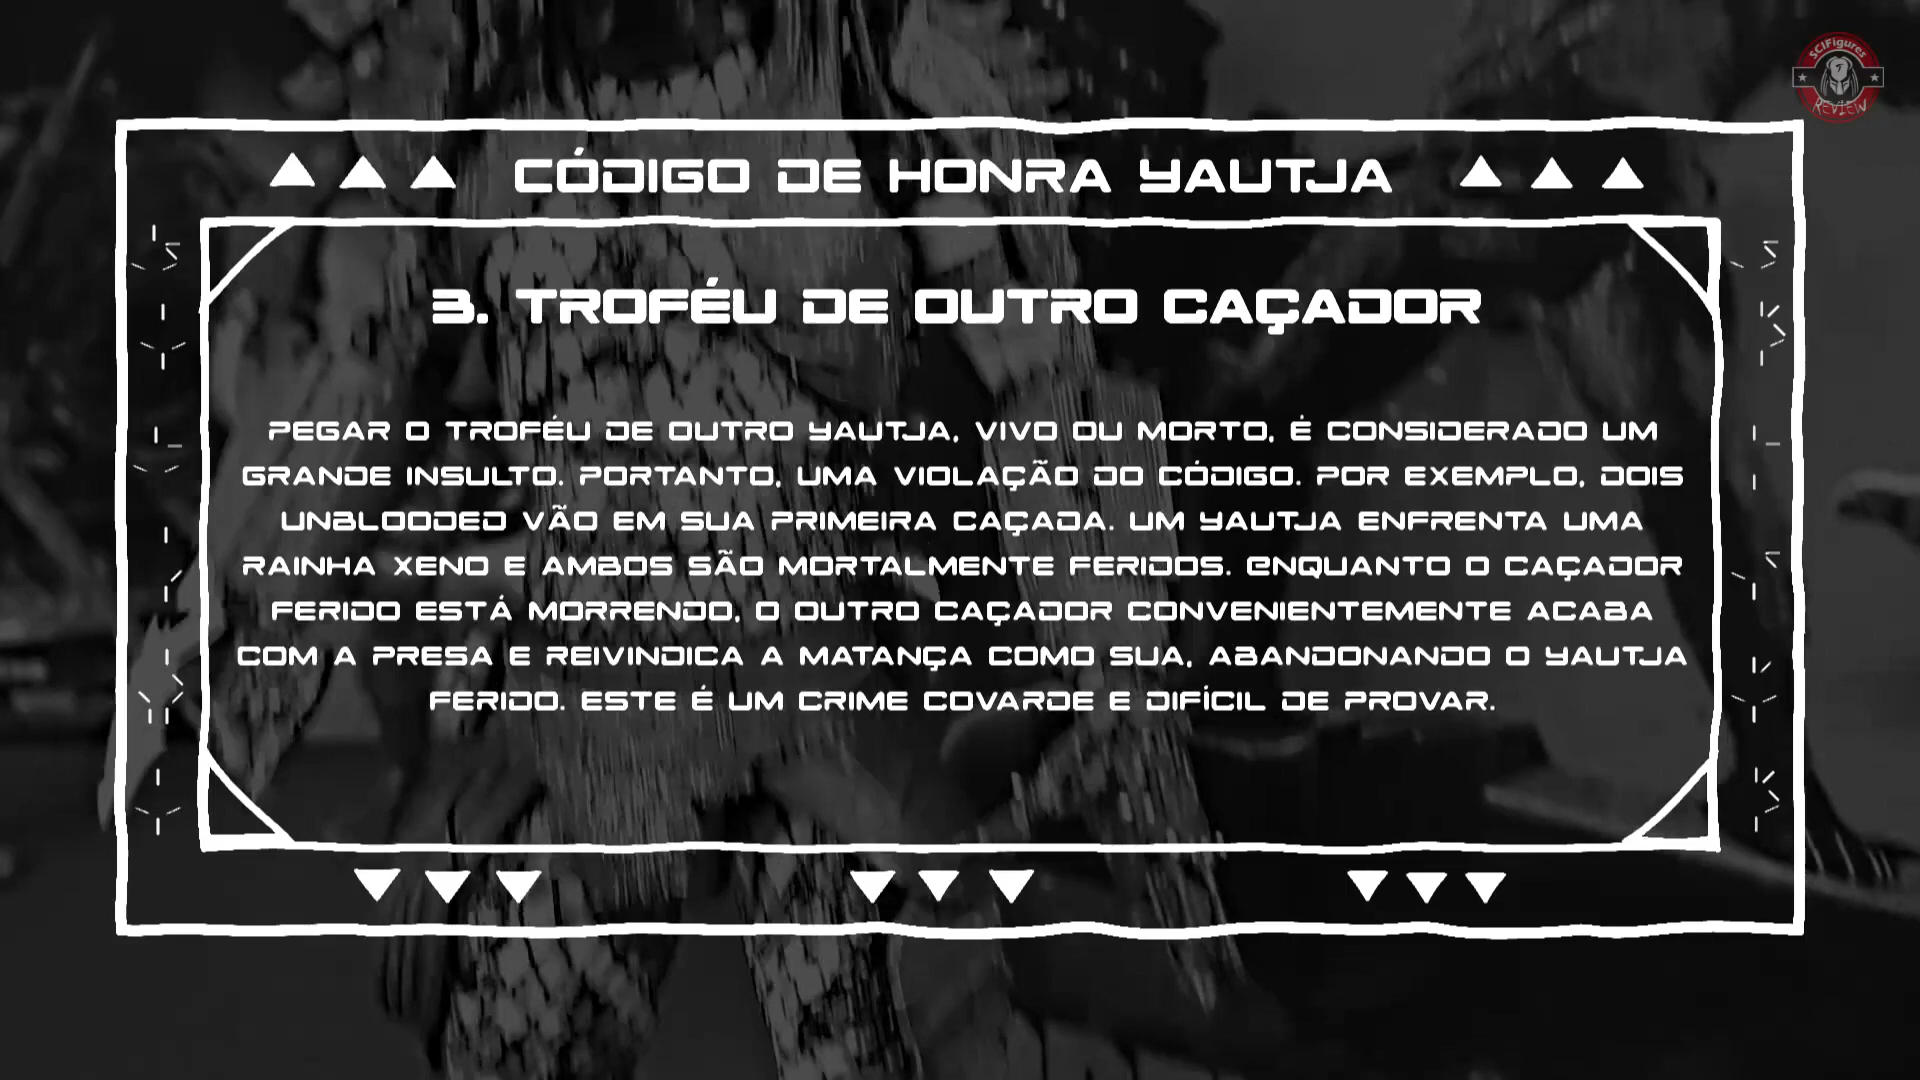 SCIFigures
REVIEW
CÓDIGO DE HONRA YAUTJA
3. TROFÉU DE OUTRO CAÇADOR
PEGAR O TROFÉU DE OUTRO YAUTJA, VIVO OU MORTO, É CONSIDERADO UM
GRANDE INSULTO. PORTANTO, UMA VIOLAÇÃO DO CÓDIGO. POR EXEMPLO, DOIS
UNBLOODED VÃO EM SUA PRIMEIRA CAÇADA. UM YAUTJA ENFRENTA UMA
RAINHA XENO E AMBOS SÃO MORTALMENTE FERIDOS. ENQUANTO O CAÇADOR
FERIDO ESTÁ MORRENDO, O OUTRO CAÇADOR CONVENIENTEMENTE ACABA
COM A PRESA E REIVINDICA A MATANÇA COMO SUA, ABANDONANDO O YAUTJA
FERIDO. ESTE É UM CRIME COVARDE E DIFÍCIL DE PROVAR.